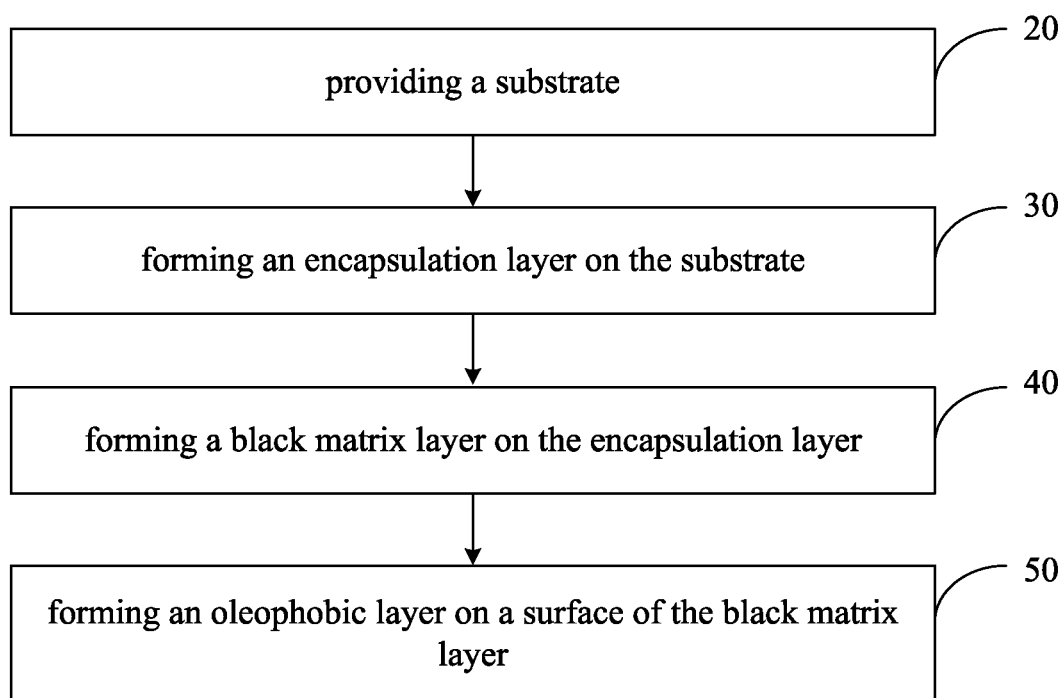 20
providing a substrate
30
forming an encapsulation layer on the substrate
40
forming a black matrix layer on the encapsulation layer
50
forming an oleophobic layer on a surface of the black matrix
layer